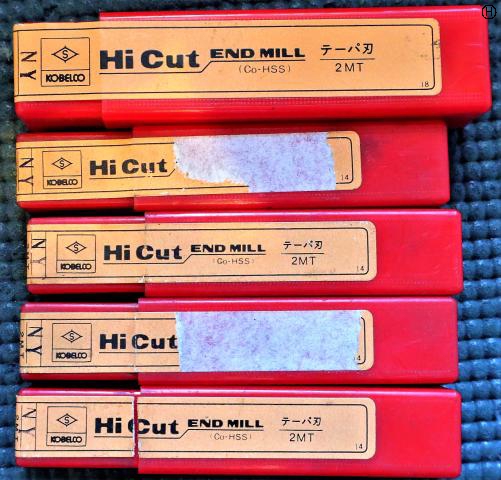 H
NY
S
KOBELCO
Hi Cut END MILL テーパ刃
(Co-HSS) 2MT
18
NY
S
KOBELCO
Hi Cut
14
NY
S
KOBELCO
Hi Cut END MILL テーパ刃
(Co-HSS) 2MT
14
NY
2MT
S
KOBELCO
Hi Cut
4
NY
S
KOBELCO
Hi Cut END MILL テーパ刃
(Co-HSS) 2MT
14